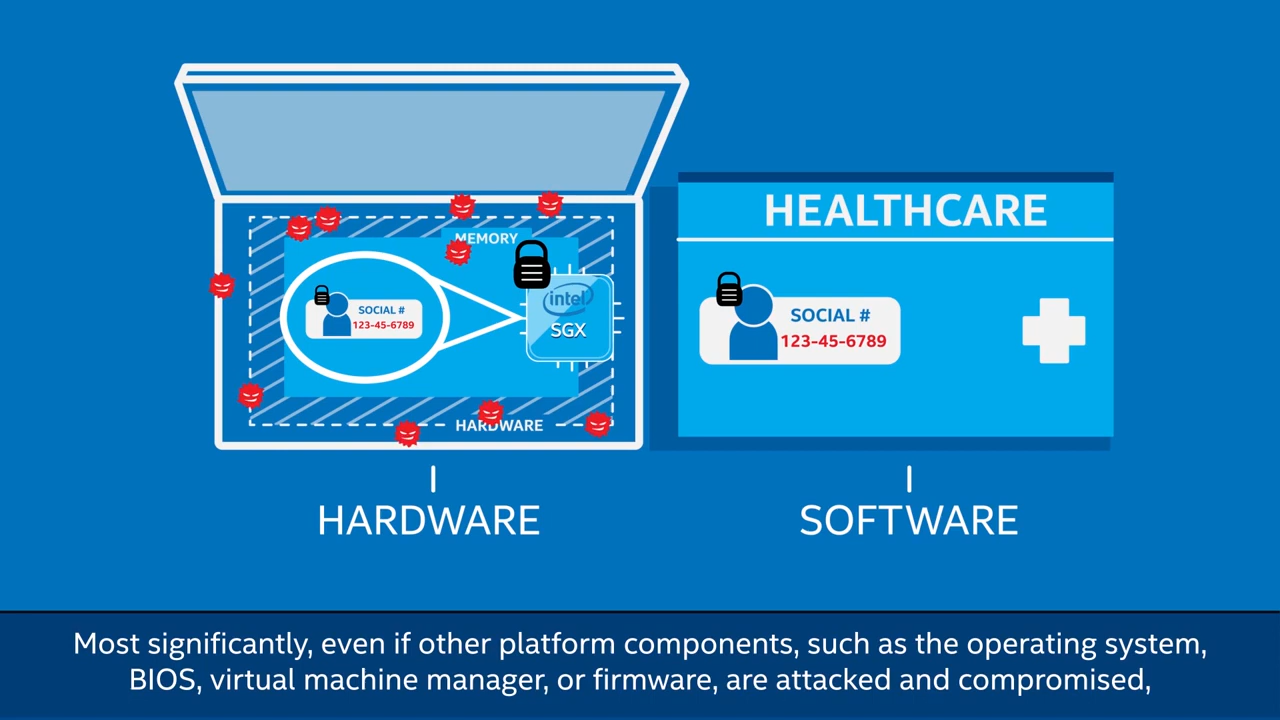 HEALTHCARE
MEMORY
intel
SGX
SOCIAL #
123-45-6789
SOCIAL #
123-45-6789
HARDWARE
HARDWARE
SOFTWARE
Most significantly, even if other platform components, such as the operating system,
BIOS, virtual machine manager, or firmware, are attacked and compromised,